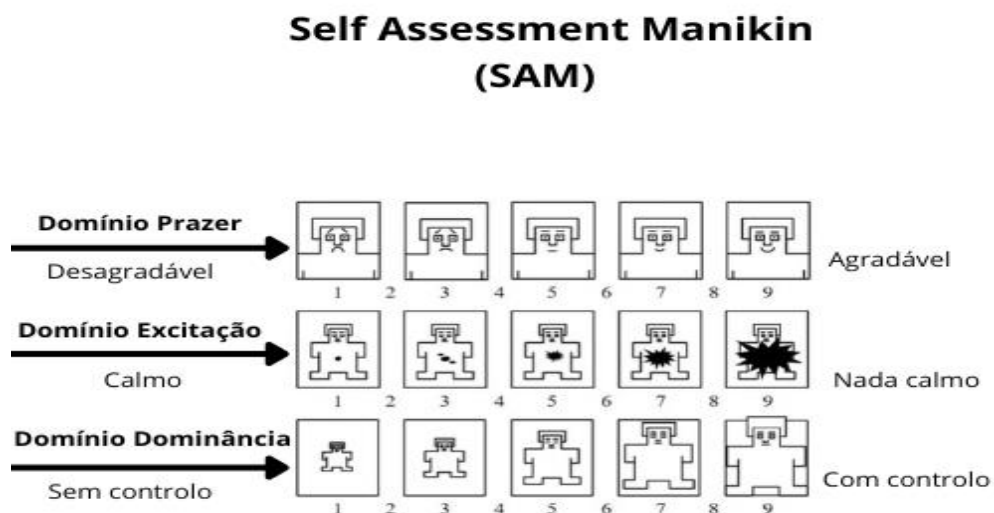 Self Assessment Manikin
(SAM)
Domínio Prazer
Desagradável
Agradável
1 2 3 4 5 6 7 8 9
Domínio Excitação
Calmo
Nada calmo
1 2 3 4 5 6 7 8 9
Domínio Dominância
Sem controlo
Com controlo
1 2 3 4 5 6 7 8 9